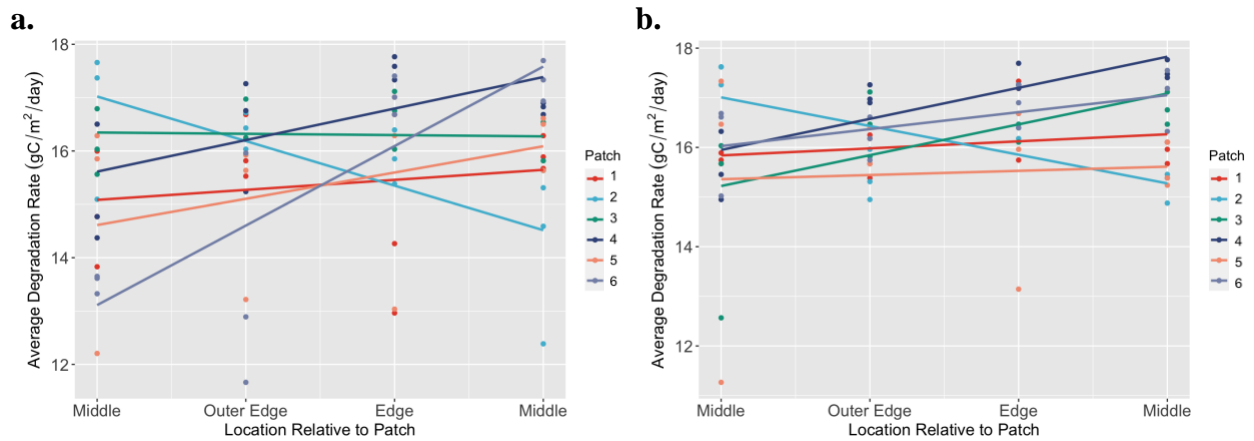 a.
Average Degradation Rate (gC/m²/day)
18
16
14
12
Middle Outer Edge Edge Middle
Location Relative to Patch
Patch
1
2
3
4
5
6
b.
Average Degradation Rate (gC/m²/day)
18
16
14
12
Middle Outer Edge Edge Middle
Location Relative to Patch
Patch
1
2
3
4
5
6